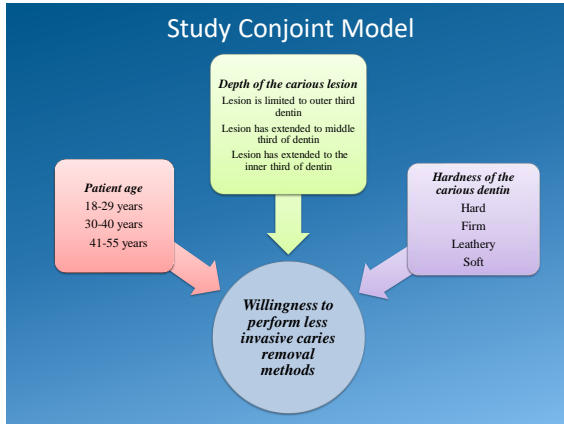 Study Conjoint Model
Depth of the carious lesion
Lesion is limited to outer third
dentin
Lesion has extended to middle
third of dentin
Lesion has extended to the
inner third of dentin
Patient age
18-29 years
30-40 years
41-55 years
Hardness of the
carious dentin
Hard
Firm
Leathery
Soft
Willingness to
perform less
invasive caries
removal
methods